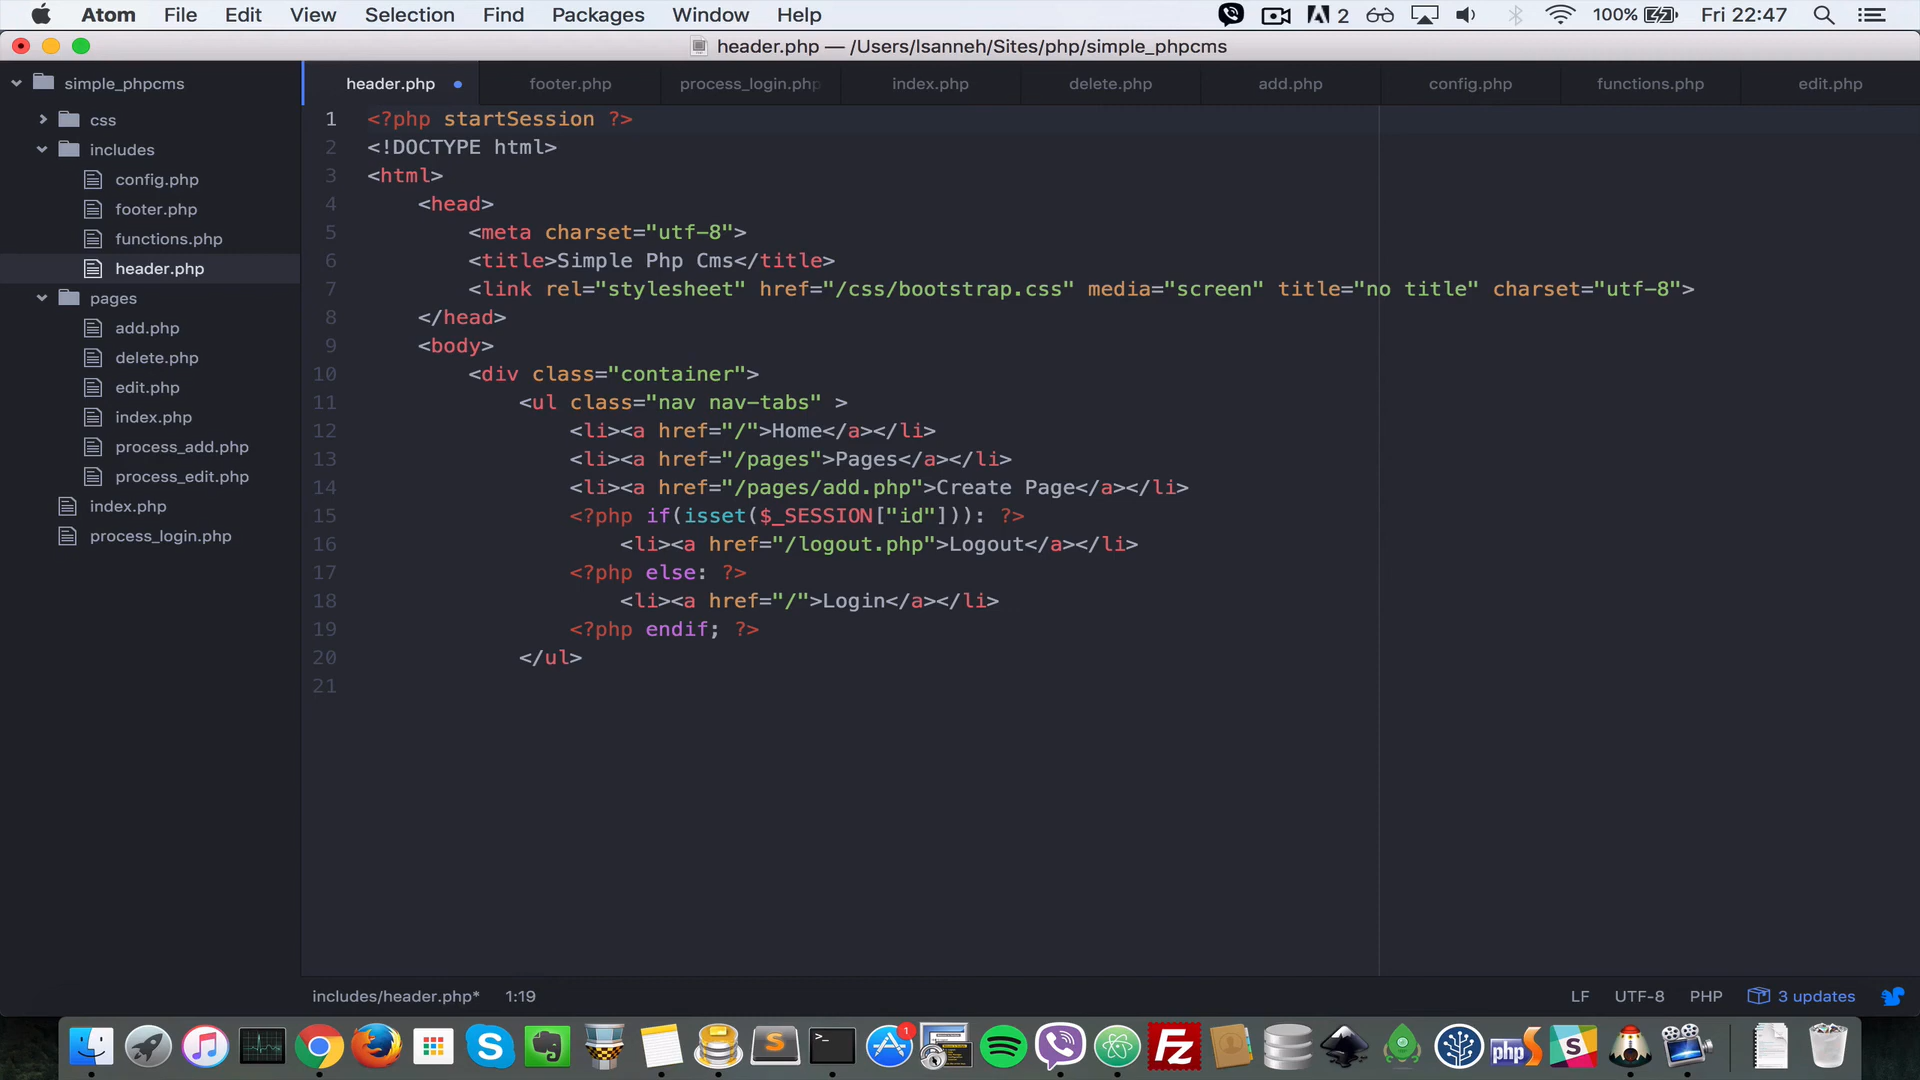 Atom File Edit View Selection Find Packages Window Help 2 100% Fri 22:47
header.php — /Users/lsanneh/Sites/php/simple_phpcms
simple_phpcms
css
includes
config.php
footer.php
functions.php
header.php
pages
add.php
delete.php
edit.php
index.php
process_add.php
process_edit.php
index.php
process_login.php
header.php footer.php process_login.php index.php delete.php add.php config.php functions.php edit.php
1 <?php startSession ?>
2 <!DOCTYPE html>
3 <html>
4 <head>
5 <meta charset="utf-8">
6 <title>Simple Php Cms</title>
7 <link rel="stylesheet" href="/css/bootstrap.css" media="screen" title="no title" charset="utf-8">
8 </head>
9 <body>
10 <div class="container">
11 <ul class="nav nav-tabs" >
12 <li><a href="/">Home</a></li>
13 <li><a href="/pages">Pages</a></li>
14 <li><a href="/pages/add.php">Create Page</a></li>
15 <?php if(isset($_SESSION["id"])): ?>
16 <li><a href="/logout.php">Logout</a></li>
17 <?php else: ?>
18 <li><a href="/">Login</a></li>
19 <?php endif; ?>
20 </ul>
21
includes/header.php* 1:19 LF UTF-8 PHP 3 updates
1
php